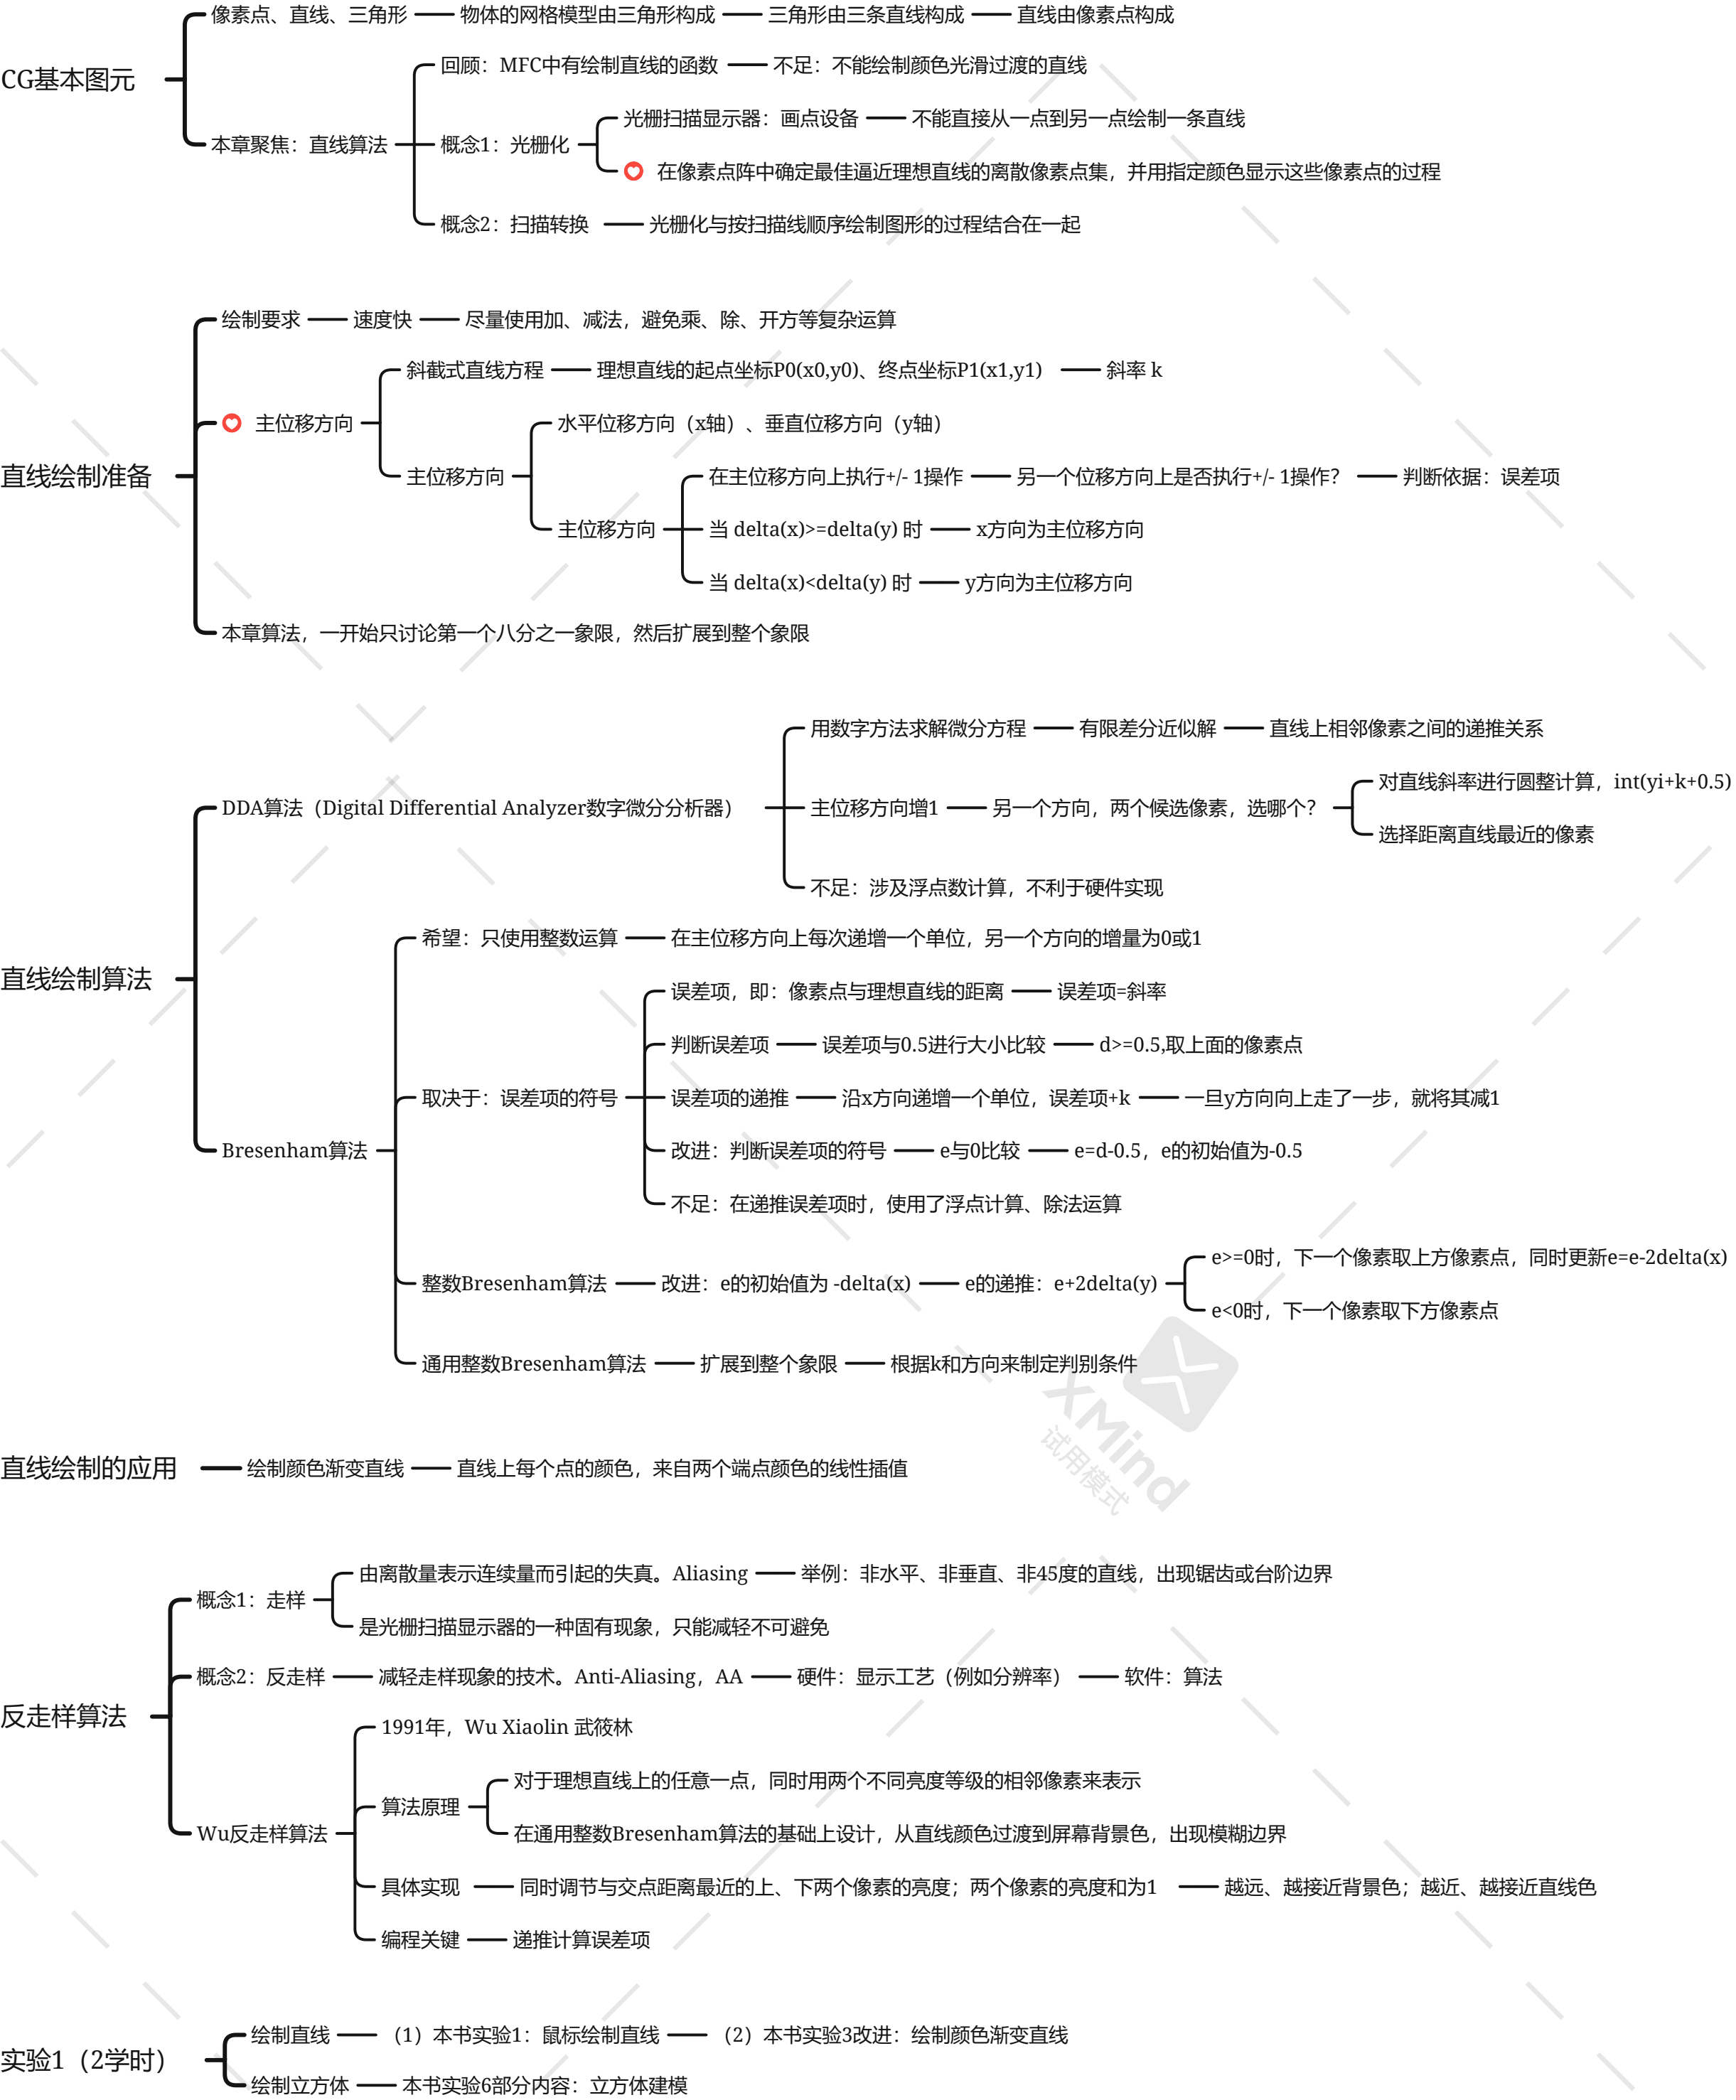 CG基本图元
像素点、直线、三角形
物体的网格模型由三角形构成
三角形由三条直线构成
直线由像素点构成
本章聚焦：直线算法
回顾：MFC中有绘制直线的函数
不足：不能绘制颜色光滑过渡的直线
概念1：光栅化
光栅扫描显示器：画点设备
不能直接从一点到另一点绘制一条直线
在像素点阵中确定最佳逼近理想直线的离散像素点集，并用指定颜色显示这些像素点的过程
概念2：扫描转换
光栅化与按扫描线顺序绘制图形的过程结合在一起
直线绘制准备
绘制要求
速度快
尽量使用加、减法，避免乘、除、开方等复杂运算
主位移方向
斜截式直线方程
理想直线的起点坐标P0(x0,y0)、终点坐标P1(x1,y1)
斜率 k
主位移方向
水平位移方向（x轴）、垂直位移方向（y轴）
主位移方向
在主位移方向上执行+/- 1操作
另一个位移方向上是否执行+/- 1操作？
判断依据：误差项
当 delta(x)>=delta(y) 时
x方向为主位移方向
当 delta(x)<delta(y) 时
y方向为主位移方向
本章算法，一开始只讨论第一个八分之一象限，然后扩展到整个象限
直线绘制算法
DDA算法（Digital Differential Analyzer数字微分分析器）
用数字方法求解微分方程
有限差分近似解
直线上相邻像素之间的递推关系
主位移方向增1
另一个方向，两个候选像素，选哪个？
对直线斜率进行圆整计算，int(yi+k+0.5)
选择距离直线最近的像素
不足：涉及浮点数计算，不利于硬件实现
Bresenham算法
希望：只使用整数运算
在主位移方向上每次递增一个单位，另一个方向的增量为0或1
取决于：误差项的符号
误差项，即：像素点与理想直线的距离
误差项=斜率
判断误差项
误差项与0.5进行大小比较
d>=0.5,取上面的像素点
误差项的递推
沿x方向递增一个单位，误差项+k
一旦y方向向上走了一步，就将其减1
改进：判断误差项的符号
e与0比较
e=d-0.5，e的初始值为-0.5
不足：在递推误差项时，使用了浮点计算、除法运算
整数Bresenham算法
改进：e的初始值为 -delta(x)
e的递推：e+2delta(y)
e>=0时，下一个像素取上方像素点，同时更新e=e-2delta(x)
e<0时，下一个像素取下方像素点
通用整数Bresenham算法
扩展到整个象限
根据k和方向来制定判别条件
XMind
试用模式
直线绘制的应用
绘制颜色渐变直线
直线上每个点的颜色，来自两个端点颜色的线性插值
反走样算法
概念1：走样
由离散量表示连续量而引起的失真。Aliasing
举例：非水平、非垂直、非45度的直线，出现锯齿或台阶边界
是光栅扫描显示器的一种固有现象，只能减轻不可避免
概念2：反走样
减轻走样现象的技术。Anti-Aliasing，AA
硬件：显示工艺（例如分辨率）
软件：算法
Wu反走样算法
1991年，Wu Xiaolin 武筱林
算法原理
对于理想直线上的任意一点，同时用两个不同亮度等级的相邻像素来表示
在通用整数Bresenham算法的基础上设计，从直线颜色过渡到屏幕背景色，出现模糊边界
具体实现
同时调节与交点距离最近的上、下两个像素的亮度；两个像素的亮度和为1
越远、越接近背景色；越近、越接近直线色
编程关键
递推计算误差项
实验1（2学时）
绘制直线
（1）本书实验1：鼠标绘制直线
（2）本书实验3改进：绘制颜色渐变直线
绘制立方体
本书实验6部分内容：立方体建模